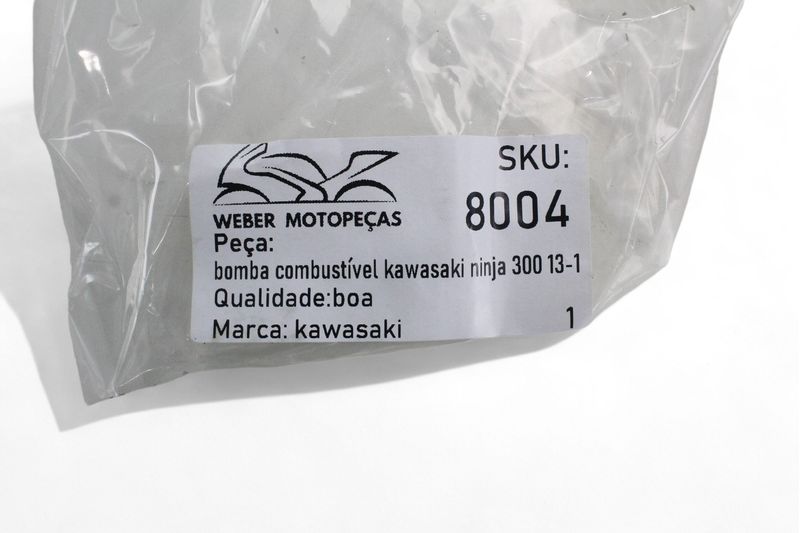 SKU:
8004
WEBER MOTOPEÇAS
Peça:
bomba combustível kawasaki ninja 300 13-1
Qualidade:boa
Marca: kawasaki
1